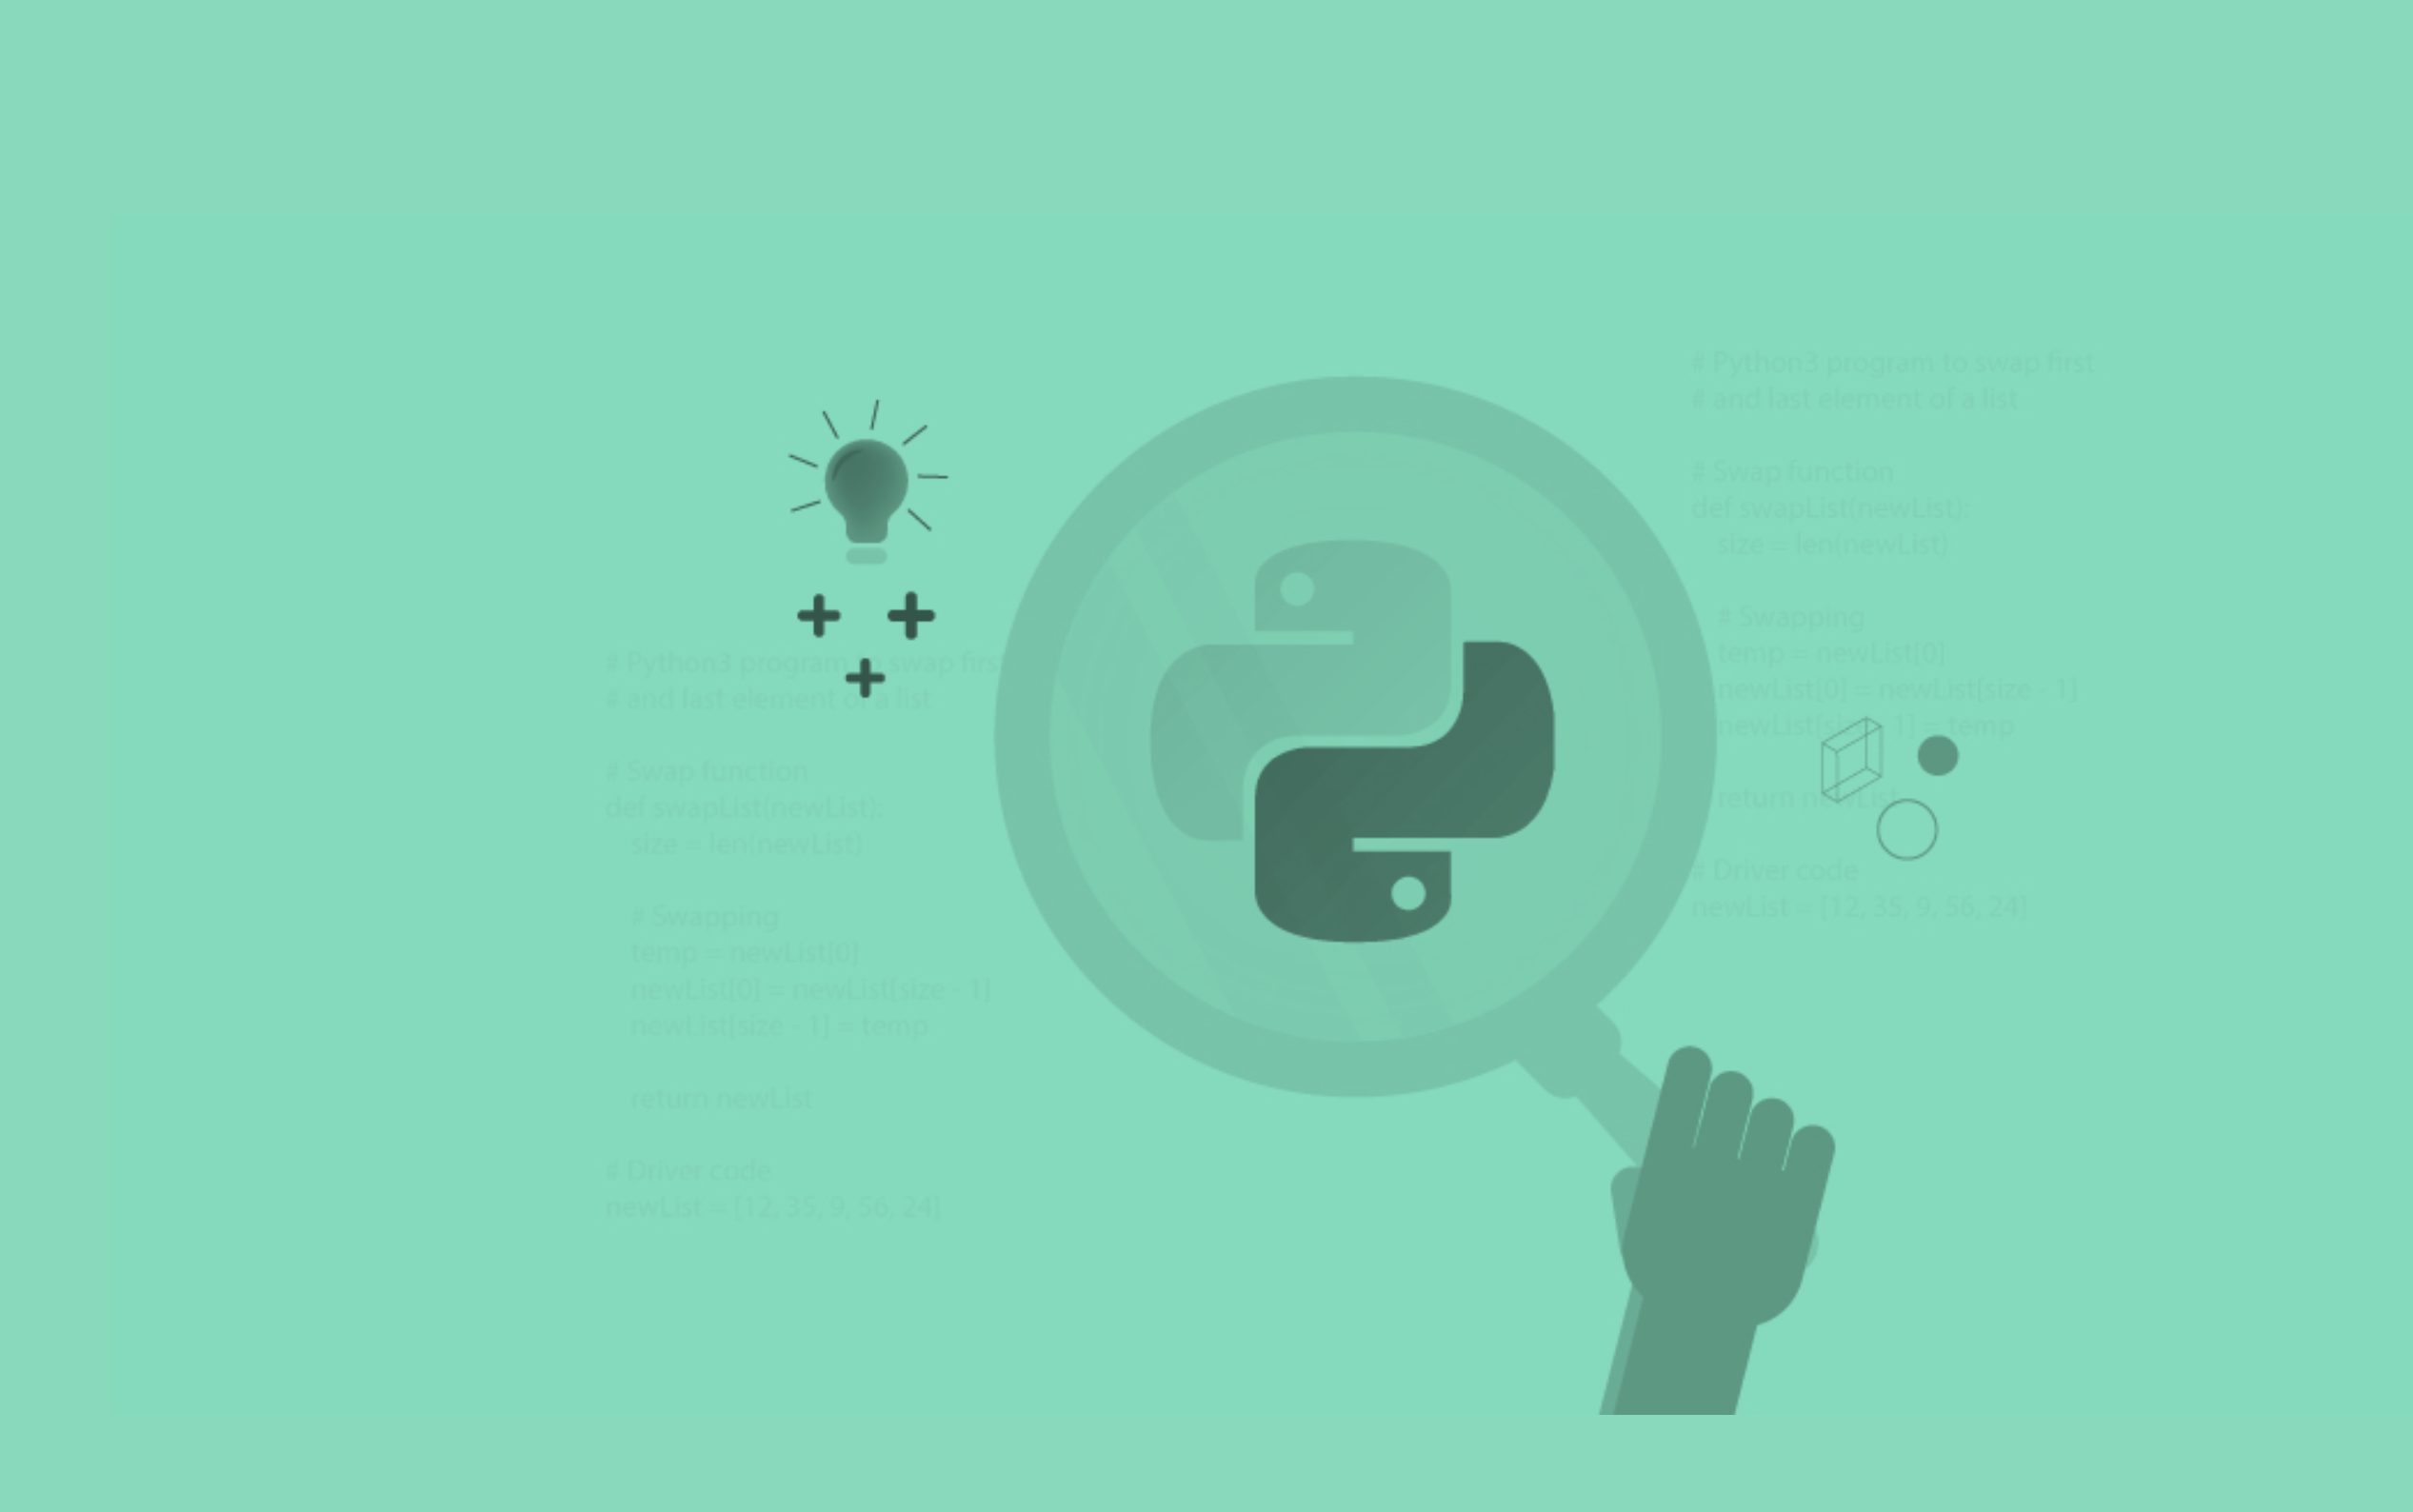 # Python3 program to swap first
# and last element of a list
# Swap function
def swapList(newList):
size = len(newList)
# Swapping
temp = newList[0]
newList[0] = newList[size - 1]
newList[size - 1] = temp
return newList
# Driver code
newList = [12, 35, 9, 56, 24]
# Python3 program to swap firs
# and last element of a list
# Swap function
def swapList(newList):
size = len(newList)
# Swapping
temp = newList[0]
newList[0] = newList[size - 1]
newList[size - 1] = temp
return newList
# Driver code
newList = [12, 35, 9, 56, 24]